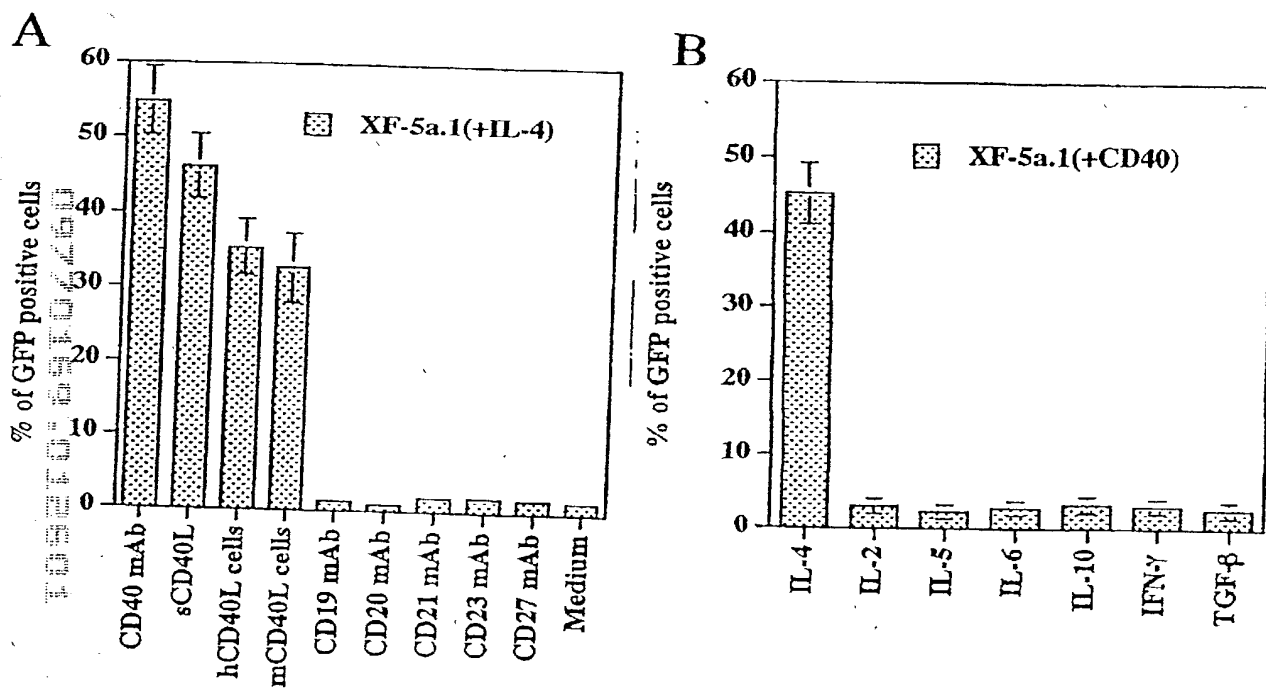 A
60
50
40
30
20
10
0
% of GFP positive cells
XF-5a.1(+IL-4)
CD40 mAb
sCD40L
hCD40L cells
mCD40L cells
CD19 mAb
CD20 mAb
CD21 mAb
CD23 mAb
CD27 mAb
Medium
B
60
50
40
30
20
10
0
% of GFP positive cells
XF-5a.1(+CD40)
IL-4
IL-2
IL-5
IL-6
IL-10
IFN-γ
TGF-β